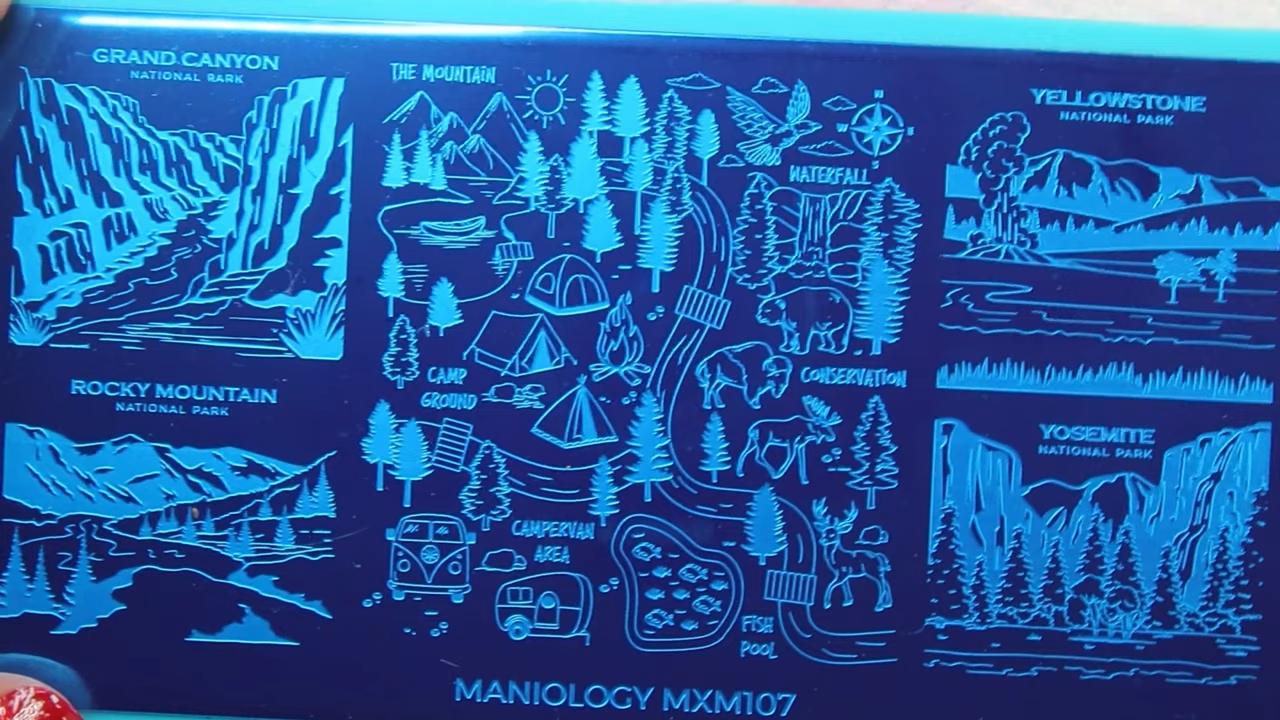 GRAND CANYON
NATIONAL PARK
ROCKY MOUNTAIN
NATIONAL PARK
THE MOUNTAIN
N
W
E
S
WATERFALL
CAMP
GROUND
CONSERVATION
CAMPERVAN
AREA
FISH
POOL
YELLOWSTONE
NATIONAL PARK
YOSEMITE
NATIONAL PARK
MANIOLOGY MXM107